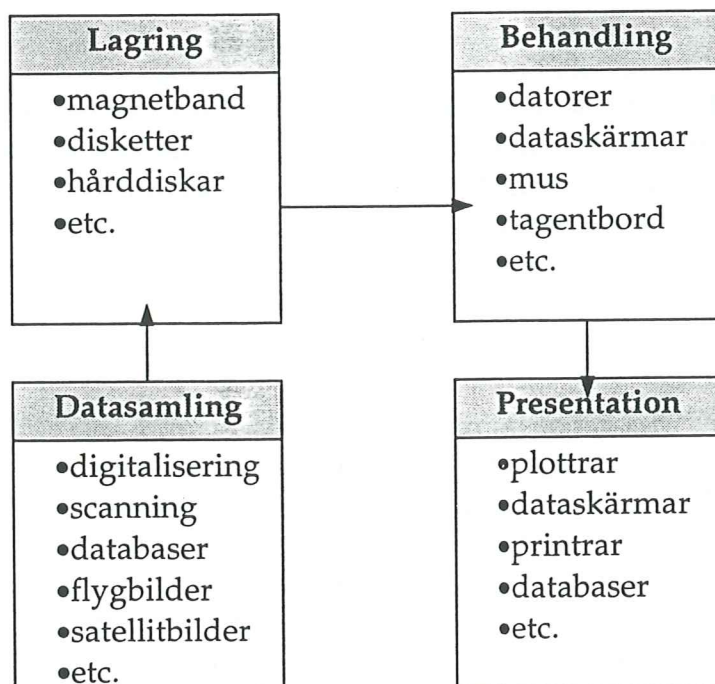 Lagring
•magnetband
•disketter
•hårddiskar
•etc.
Behandling
•datorer
•dataskärmar
•mus
•tagentbord
•etc.
Datasamling
•digitalisering
•scanning
•databaser
•flygbilder
•satellitbilder
•etc.
Presentation
•plottrar
•dataskärmar
•printrar
•databaser
•etc.